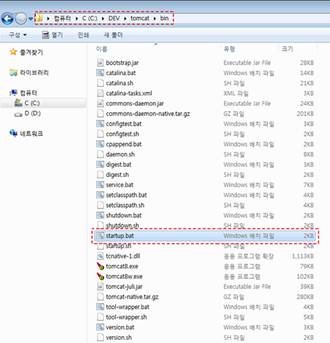 컴퓨터 ▸ C (C:) ▸ DEV ▸ tomcat ▸ bin
구성 열기 인쇄 새 폴더
즐겨찾기
라이브러리
컴퓨터
C (C:)
D (D:)
네트워크
이름 유형 크기
bootstrap.jar Executable Jar File 28KB
catalina.bat Windows 배치 파일 14KB
catalina.sh SH 파일 21KB
catalina-tasks.xml XML 파일 2KB
commons-daemon.jar Executable Jar File 24KB
commons-daemon-native.tar.gz GZ 파일 201KB
configtest.bat Windows 배치 파일 3KB
configtest.sh SH 파일 2KB
cpappend.bat Windows 배치 파일 2KB
daemon.sh SH 파일 8KB
digest.bat Windows 배치 파일 3KB
digest.sh SH 파일 2KB
service.bat Windows 배치 파일 7KB
setclasspath.bat Windows 배치 파일 4KB
setclasspath.sh SH 파일 4KB
shutdown.bat Windows 배치 파일 2KB
shutdown.sh SH 파일 2KB
startup.bat Windows 배치 파일 2KB
startup.sh SH 파일 2KB
tcnative-1.dll 응용 프로그램 확장 1,113KB
tomcat8.exe 응용 프로그램 79KB
tomcat8w.exe 응용 프로그램 102KB
tomcat-juli.jar Executable Jar File 39KB
tomcat-native.tar.gz GZ 파일 280KB
tool-wrapper.bat Windows 배치 파일 4KB
tool-wrapper.sh SH 파일 5KB
version.bat Windows 배치 파일 3KB
version.sh SH 파일 2KB